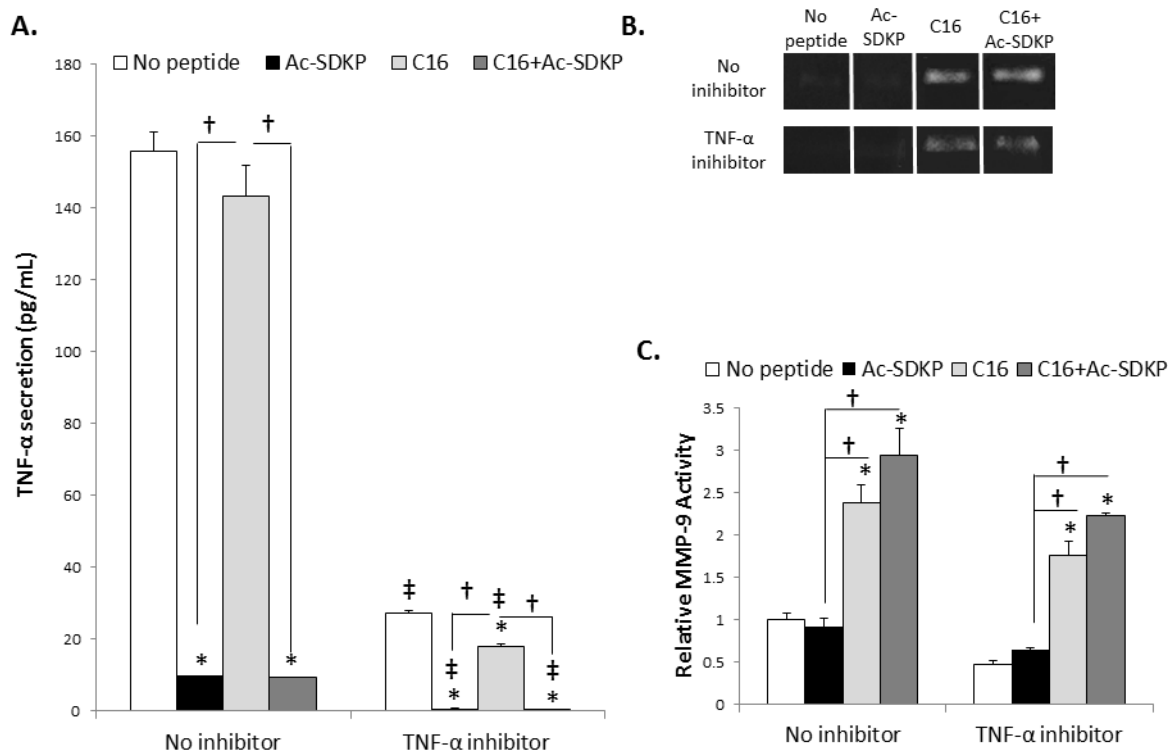 A.
No peptide Ac-SDKP C16 C16+Ac-SDKP
TNF-α secretion (pg/mL)
180
160
140
120
100
80
60
40
20
0
† †
* *
‡ † ‡ †
*
‡ ‡
* *
No inhibitor TNF-α inhibitor
B.
No
peptide
Ac-
SDKP
C16
C16+
Ac-SDKP
No
inihibitor
TNF-α
inihibitor
C.
No peptide Ac-SDKP C16 C16+Ac-SDKP
Relative MMP-9 Activity
3.5
3
2.5
2
1.5
1
0.5
0
†
*
† *
†
*
† *
No inhibitor TNF-α inhibitor